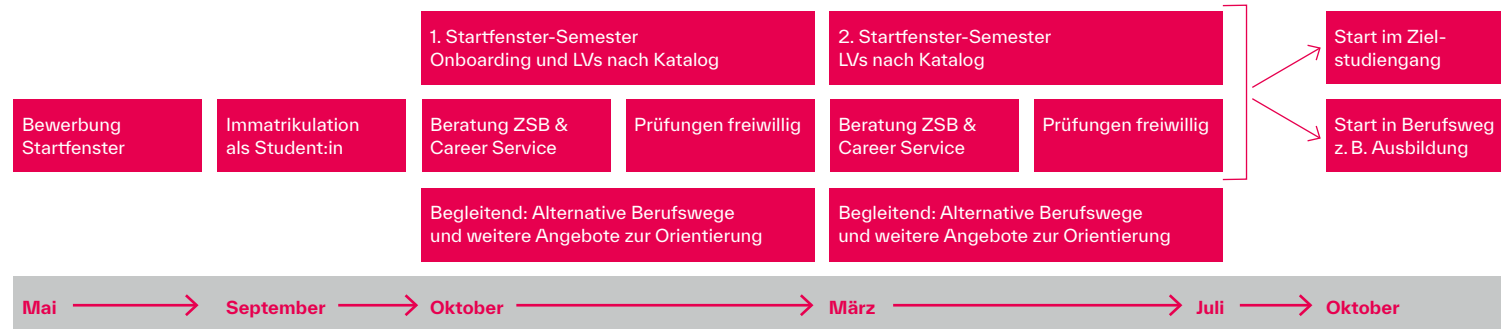 1. Startfenster-Semester
Onboarding und LVs nach Katalog
2. Startfenster-Semester
LVs nach Katalog
Start im Ziel-
studiengang
Bewerbung
Startfenster
Immatrikulation
als Student:in
Beratung ZSB &
Career Service
Prüfungen freiwillig
Beratung ZSB &
Career Service
Prüfungen freiwillig
Start in Berufsweg
z. B. Ausbildung
Begleitend: Alternative Berufswege
und weitere Angebote zur Orientierung
Begleitend: Alternative Berufswege
und weitere Angebote zur Orientierung
Mai
September
Oktober
März
Juli
Oktober